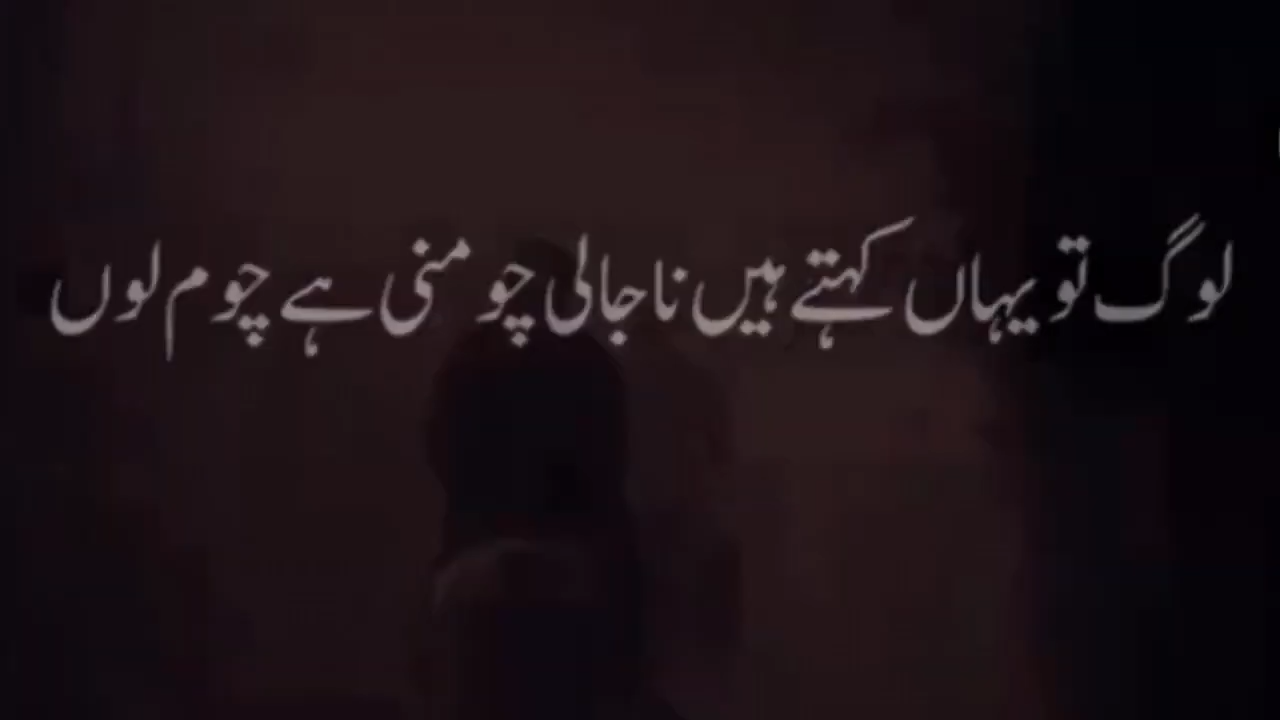 لوگ تو یہاں کہتے ہیں نا جالی چومنی ہے چوم لوں